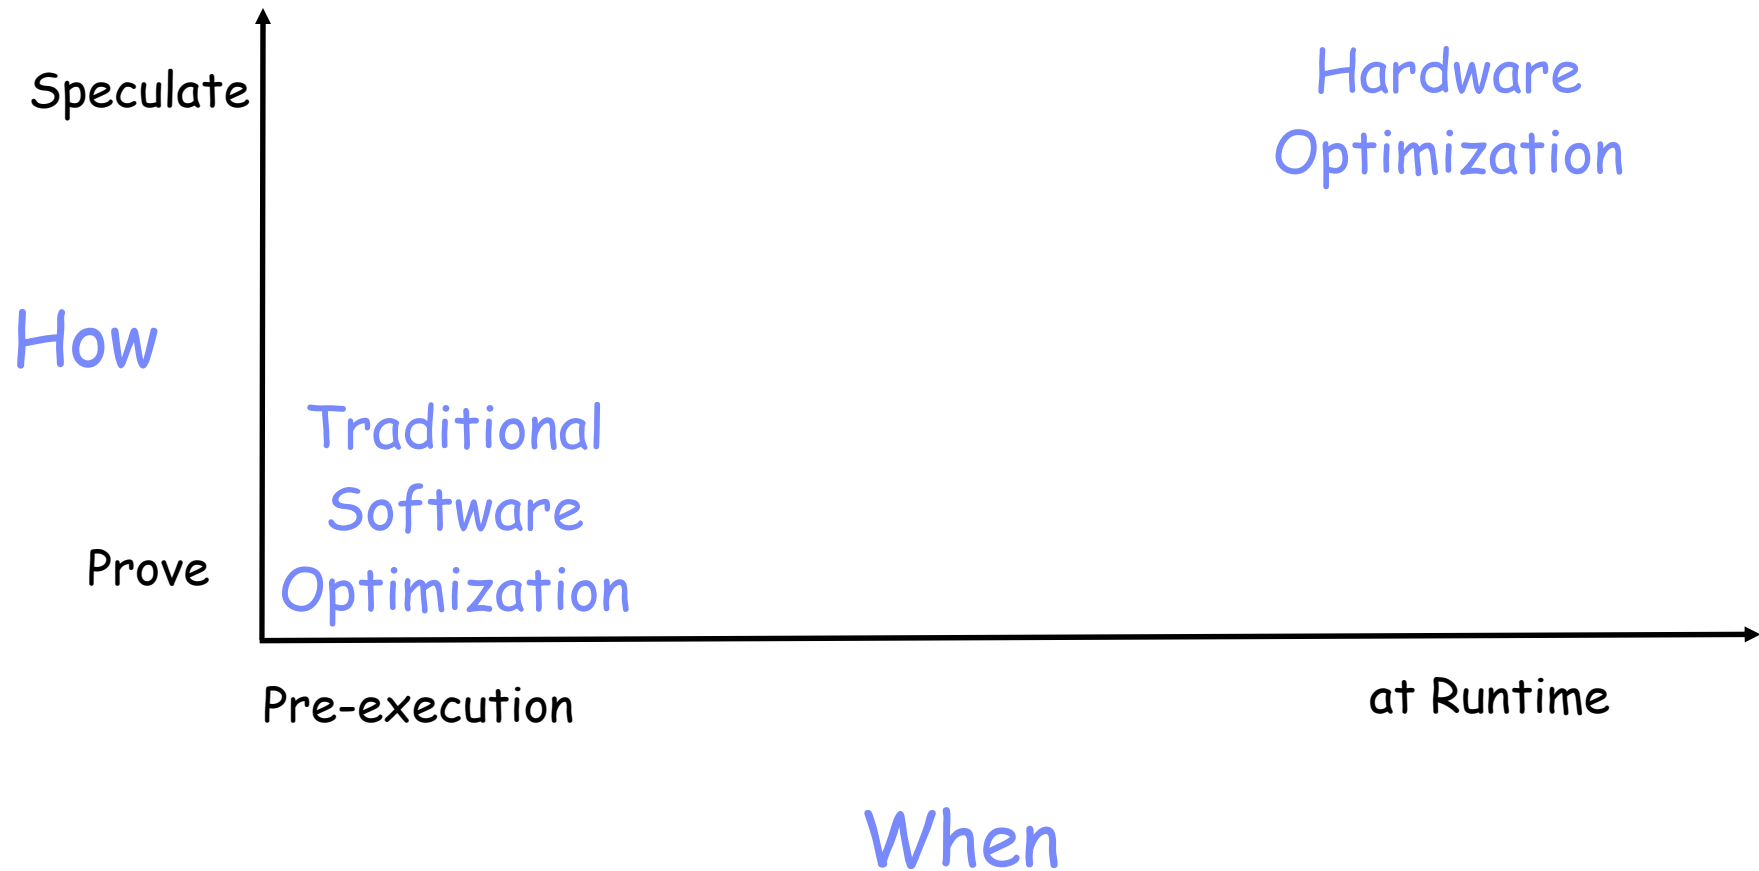 Speculate
Hardware
Optimization
How
Traditional
Software
Optimization
Prove
Pre-execution
at Runtime
When